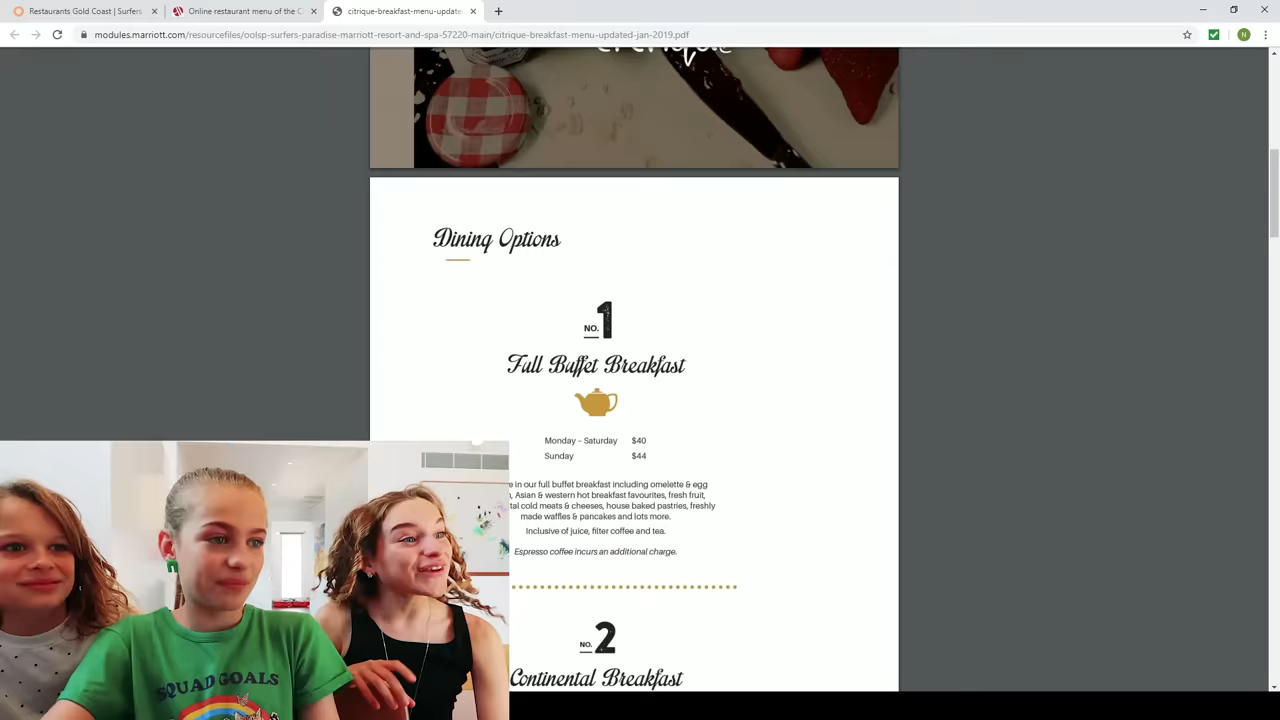 Restaurants Gold Coast | Surfers
Online restaurant menu of the C
citrique-breakfast-menu-update
modules.marriott.com/resourcefiles/oolsp-surfers-paradise-marriott-resort-and-spa-57220-main/citrique-breakfast-menu-updated-jan-2019.pdf
N
Dining Options
NO. 1
Full Buffet Breakfast
Monday – Saturday $40
Sunday $44
in our full buffet breakfast including omelette & egg
Asian & western hot breakfast favourites, fresh fruit,
cold meats & cheeses, house baked pastries, freshly
made waffles & pancakes and lots more.
Inclusive of juice, filter coffee and tea.
Espresso coffee incurs an additional charge.
NO. 2
Continental Breakfast
SQUAD GOALS